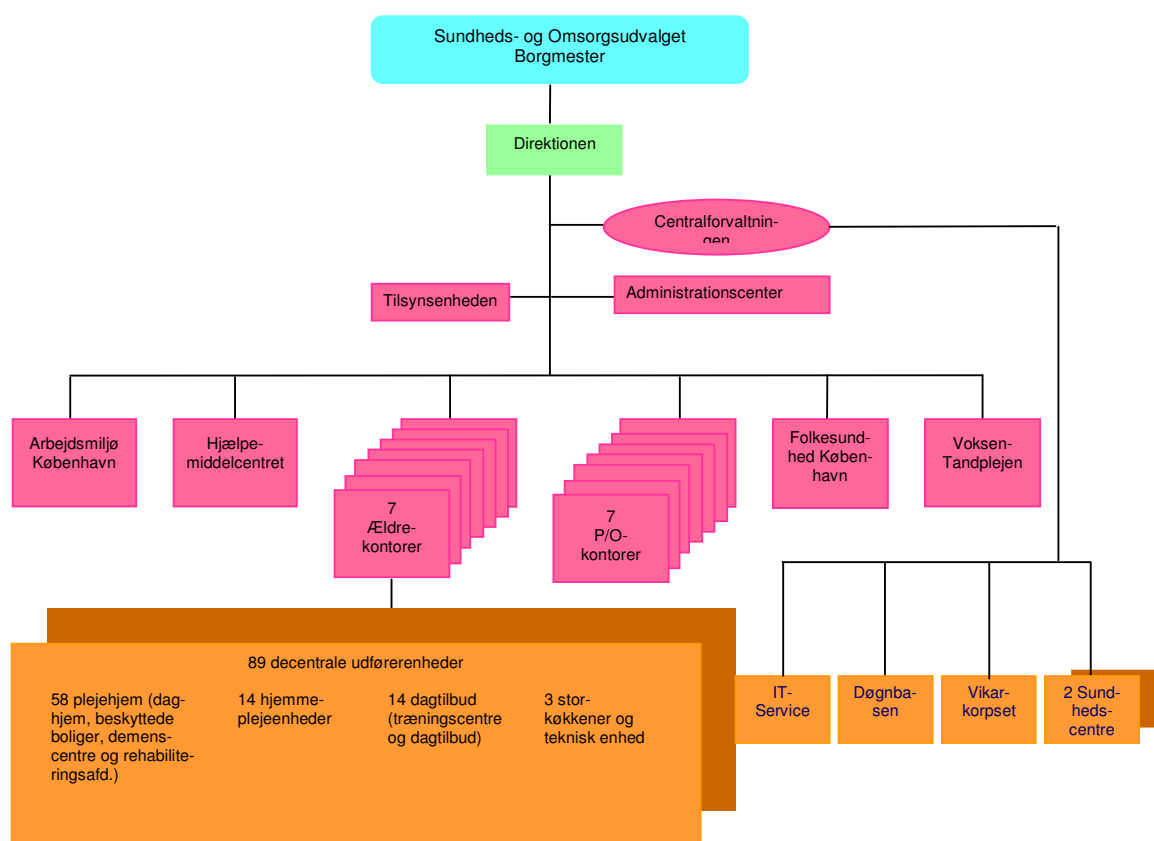 Sundheds- og Omsorgsudvalget
Borgmester
Direktionen
Centralforvaltnin-
gen
Tilsynsenheden
Administrationscenter
Arbejdsmiljø
København
Hjælpe-
middelcentret
7
Ældre-
kontorer
7
P/O-
kontorer
Folkesund-
hed Køben-
havn
Voksen-
Tandplejen
89 decentrale udførerenheder
58 plejehjem (dag-
hjem, beskyttede
boliger, demens-
centre og rehabilite-
ringsafd.)
14 hjemme-
plejeenheder
14 dagtilbud
(træningscentre
og dagtilbud)
3 stor-
køkkener og
teknisk enhed
IT-
Service
Døgnba-
sen
Vikar-
korpset
2 Sund-
heds-
centre